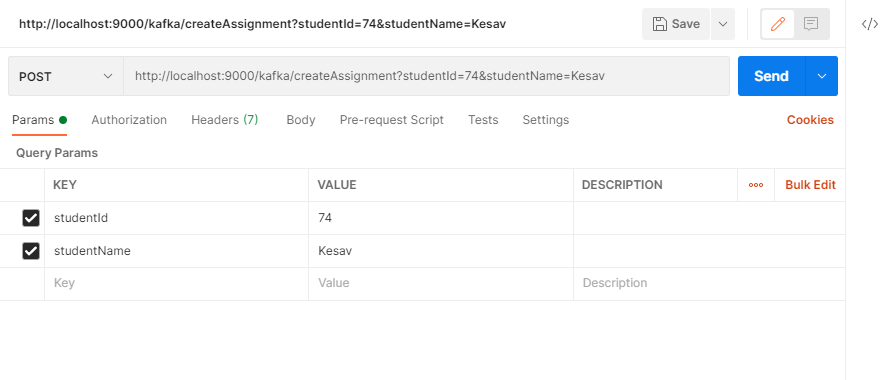 http://localhost:9000/kafka/createAssignment?studentId=74&studentName=Kesav Save
POST http://localhost:9000/kafka/createAssignment?studentId=74&studentName=Kesav Send
Params Authorization Headers (7) Body Pre-request Script Tests Settings Cookies
Query Params
KEY VALUE DESCRIPTION Bulk Edit
studentId 74
studentName Kesav
Key Value Description